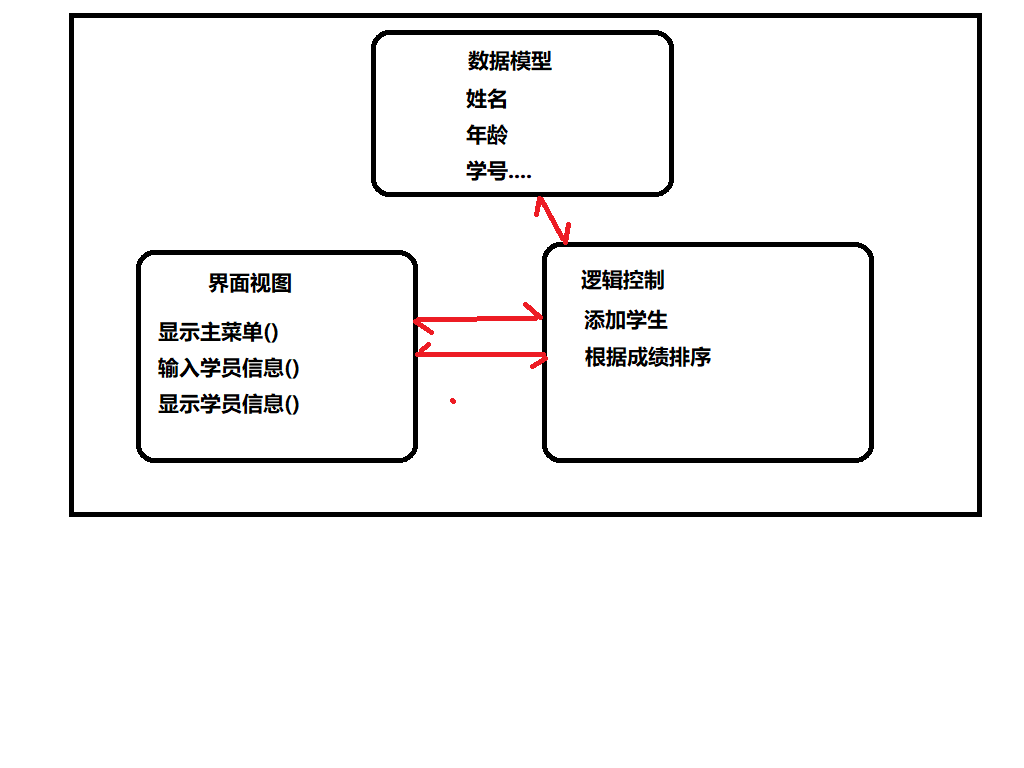 数据模型
姓名
年龄
学号....
界面视图
显示主菜单()
输入学员信息()
显示学员信息()
逻辑控制
添加学生
根据成绩排序